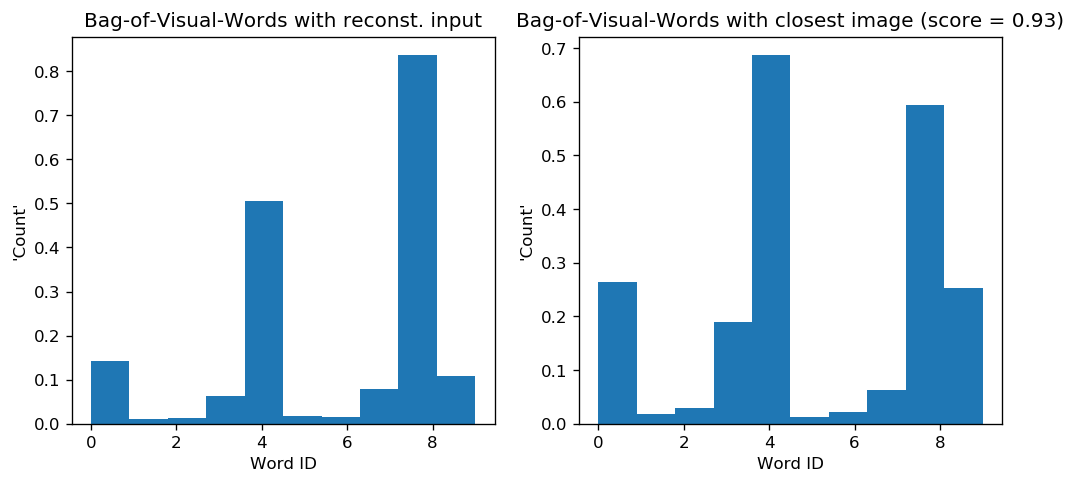 Bag-of-Visual-Words with reconst. input
0.8
0.7
0.6
0.5
0.4
0.3
0.2
0.1
0.0
'Count'
0 2 4 6 8
Word ID
Bag-of-Visual-Words with closest image (score = 0.93)
0.7
0.6
0.5
0.4
0.3
0.2
0.1
0.0
'Count'
0 2 4 6 8
Word ID